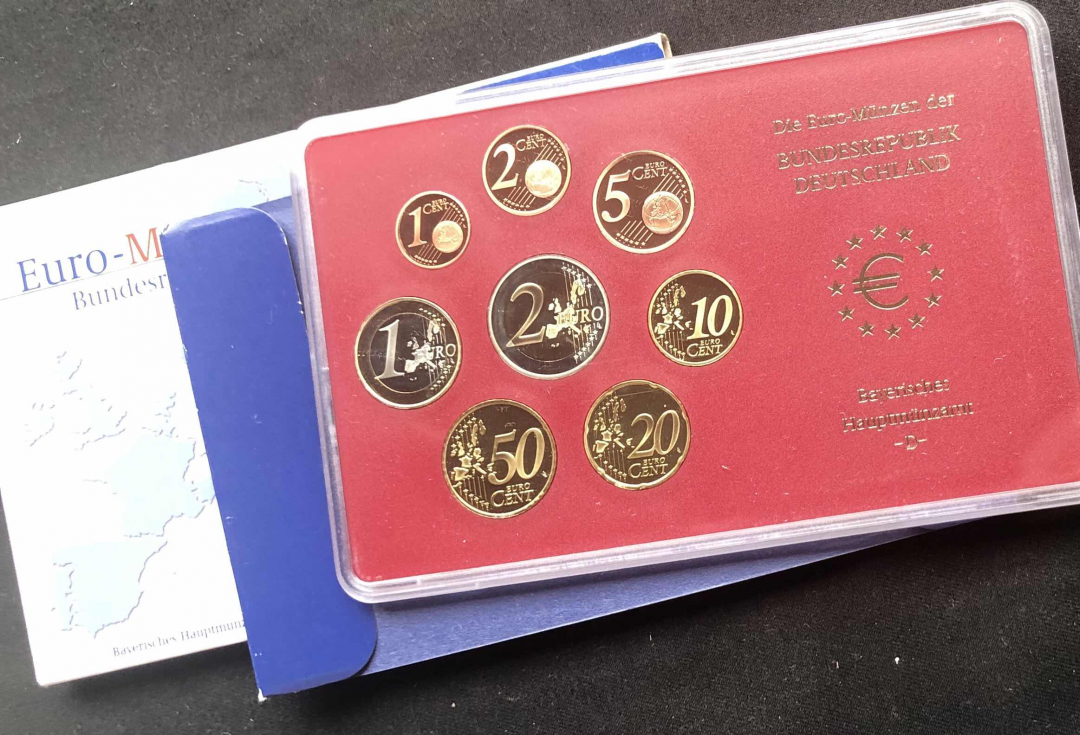 Die Euro-Münzen der
BUNDESREPUBLIK
DEUTSCHLAND
€
Bayerisches
Hauptmünzamt
-D-
2 EURO
CENT
5 EURO
CENT
1 EURO
CENT
1 EURO
2 EURO
10
EURO
CENT
50
EURO
CENT
20
EURO
CENT
Euro-M
Bundesr
Bayerisches Hauptmünz